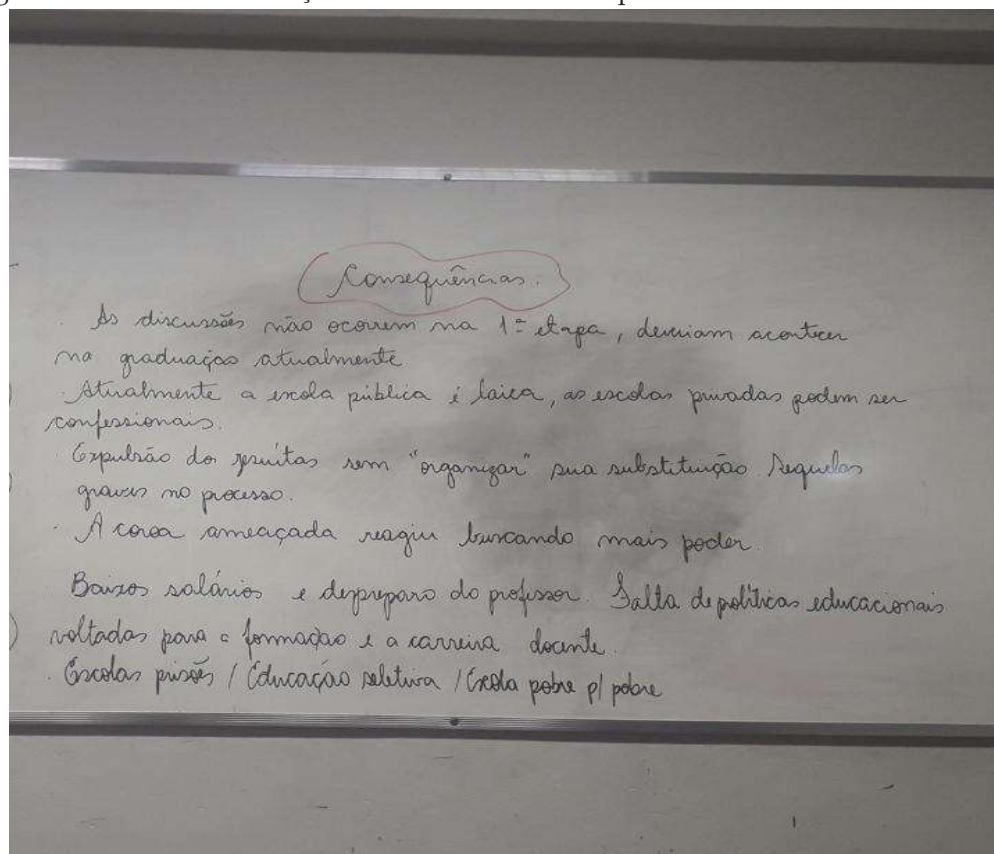 Consequências.
. As discussões não ocorrem na 1ª etapa, deveriam acontecer
na graduação atualmente
. Atualmente a escola pública é laica, as escolas privadas podem ser
confessionais.
. Expulsão do jesuítas sem "organizar" sua substituição. Sequelas
graves no processo.
. A coroa ameaçada reagiu buscando mais poder.
Baixos salários e despreparo do professor. Falta de políticas educacionais
voltadas para a formação e a carreira docente.
. Escolas prisões / Educação seletiva / Escola pobre p/ pobre